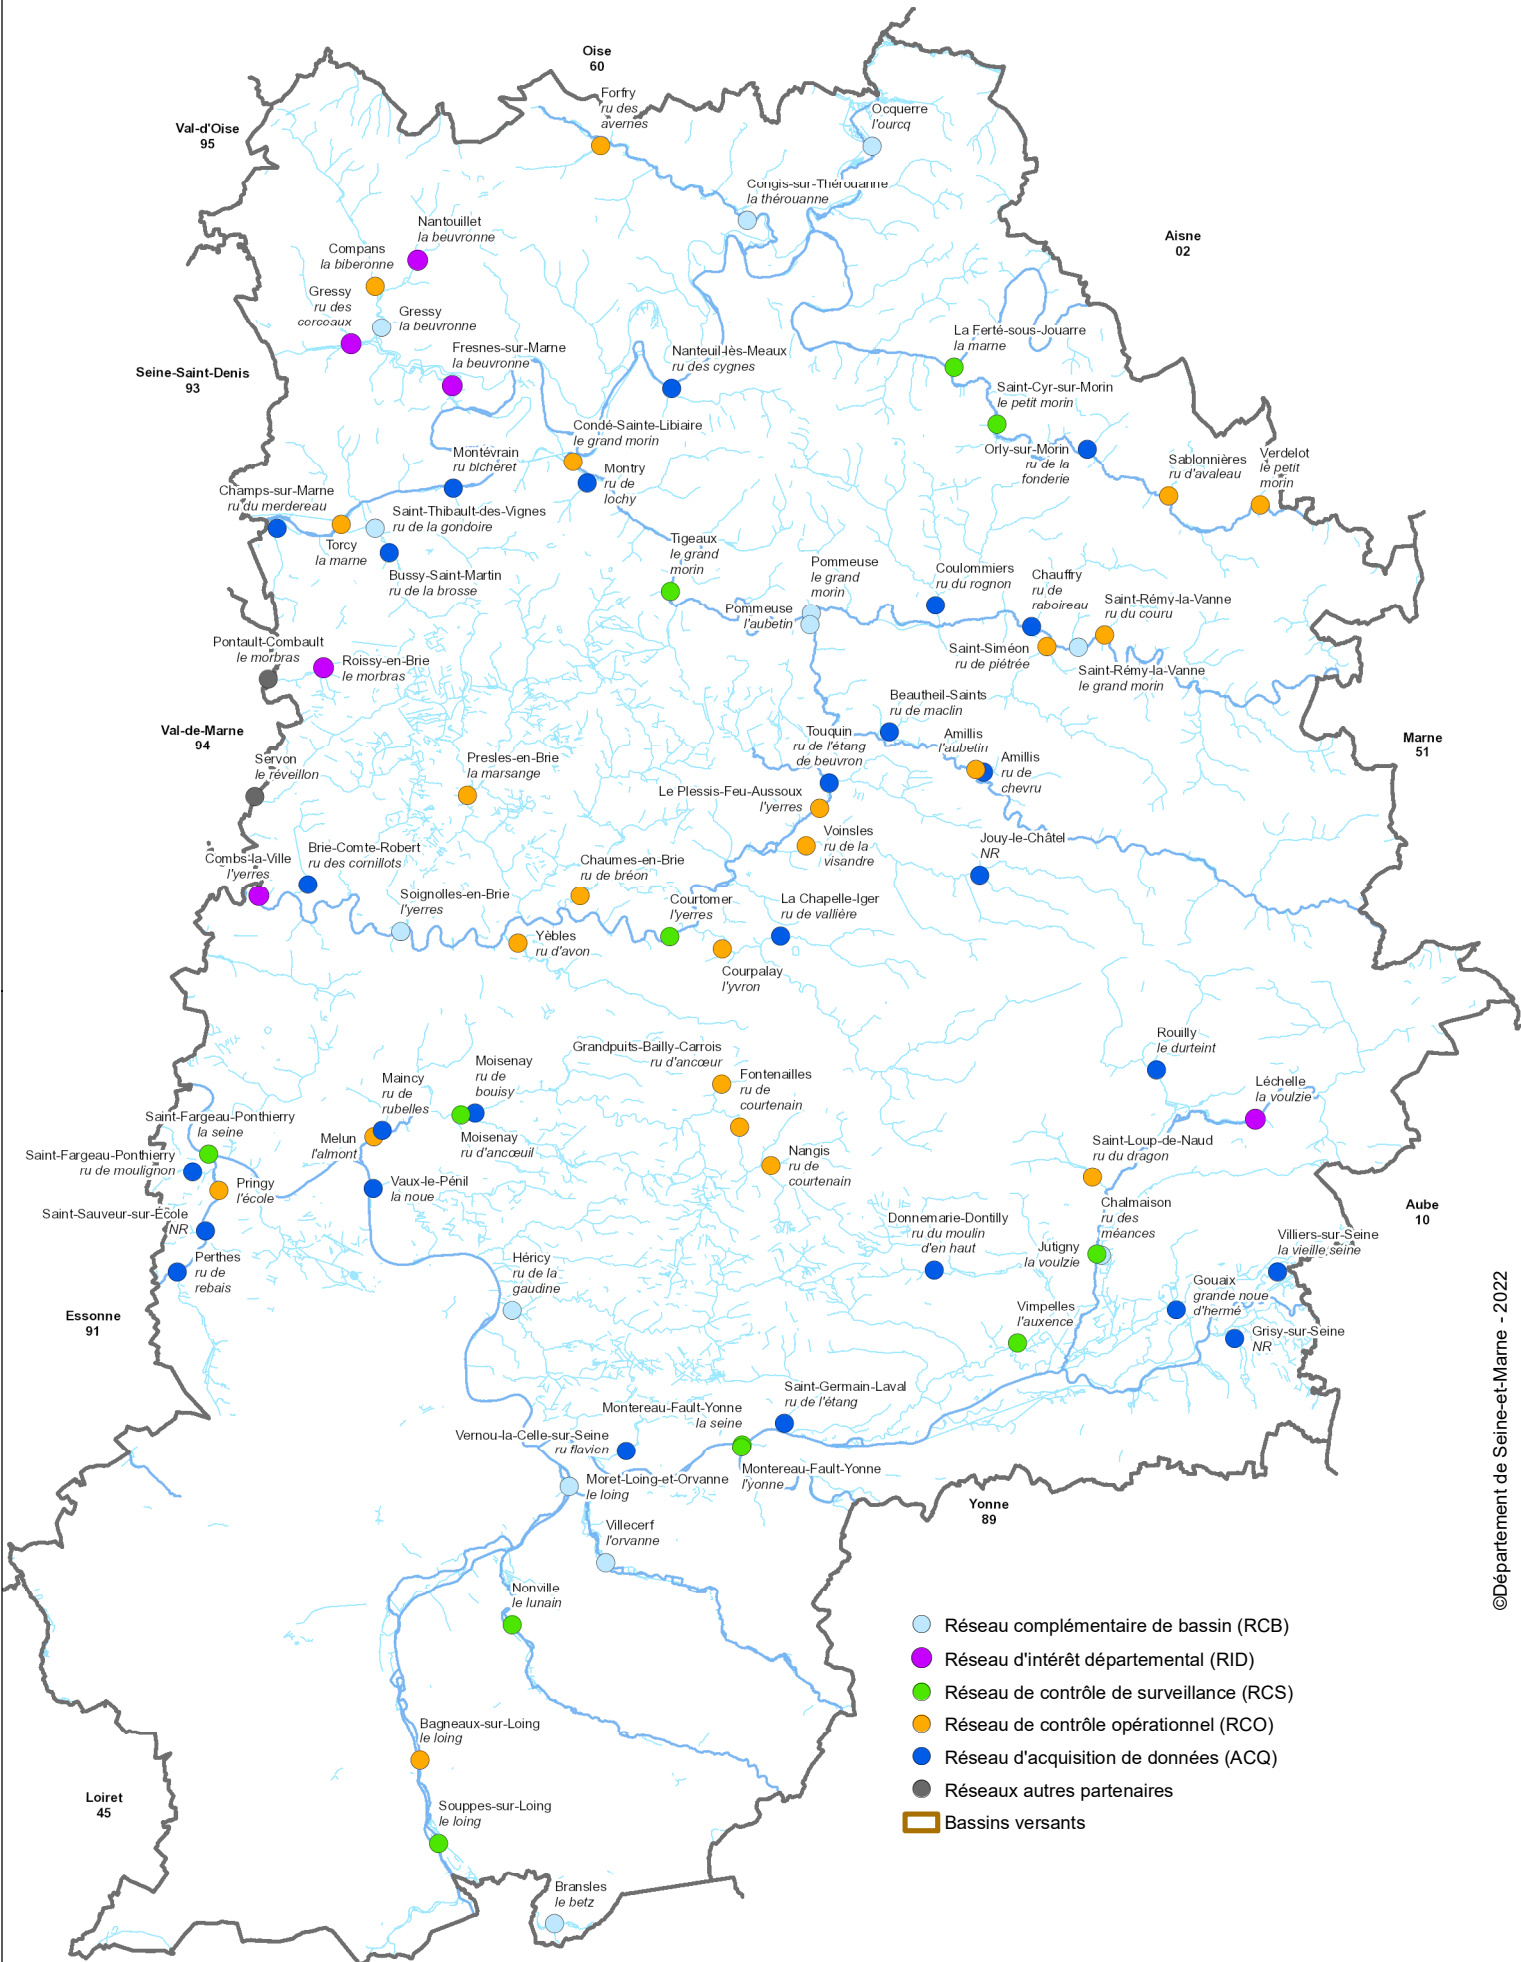 Oise
60
Forfry
ru des
avernes
Ocquerre
l'ourcq
Val-d'Oise
95
Congis-sur-Thérouanne
la thérouanne
Nantouillet
la beuvronne
Compans
la biberonne
Aisne
02
Gressy
ru des
cerceaux
Gressy
la beuvronne
Fresnes-sur-Marne
la beuvronne
Nanteuil-lès-Meaux
ru des cygnes
La Ferté-sous-Jouarre
la marne
Seine-Saint-Denis
93
Saint-Cyr-sur-Morin
le petit morin
Condé-Sainte-Libiaire
le grand morin
Orly-sur-Morin
ru de la
fonderie
Sablonnières
ru d'avaleau
Verdelot
le petit
morin
Montévrain
ru bicheret
Montry
ru de
lochy
Champs-sur-Marne
ru du merdereau
Saint-Thibault-des-Vignes
ru de la gondoire
Torcy
la marne
Bussy-Saint-Martin
ru de la brosse
Tigeaux
le grand
morin
Pommeuse
le grand
morin
Coulommiers
ru du rognon
Chauffry
ru de
raboireau
Saint-Rémy-la-Vanne
ru du couru
Pommeuse
l'aubetin
Saint-Siméon
ru de piétrée
Saint-Rémy-la-Vanne
le grand morin
Pontault-Combault
le morbras
Roissy-en-Brie
le morbras
Beautheil-Saints
ru de maclin
Val-de-Marne
94
Touquin
ru de l'étang
de beuvron
Amillis
l'aubetin
Amillis
ru de
chevru
Marne
51
Servon
le réveillon
Presles-en-Brie
la marsange
Le Plessis-Feu-Aussoux
l'yerres
Voinsles
ru de la
visandre
Jouy-le-Châtel
NR
Combs-la-Ville
l'yerres
Brie-Comte-Robert
ru des cornillots
Soignolles-en-Brie
l'yerres
Chaumes-en-Brie
ru de bréon
Courtomer
l'yerres
La Chapelle-Iger
ru de vallière
Yèbles
ru d'avon
Courpalay
l'yvron
Rouilly
le durteint
Grandpuits-Bailly-Carrois
ru d'ancœur
Fontenailles
ru de
courtenain
Moisenay
ru de
bouisy
Maincy
ru de
rubelles
Léchelle
la voulzie
Saint-Fargeau-Ponthierry
la seine
Melun
l'almont
Moisenay
ru d'ancœuil
Saint-Fargeau-Ponthierry
ru de moulignon
Saint-Loup-de-Naud
ru du dragon
Nangis
ru de
courtenain
Pringy
l'école
Vaux-le-Pénil
la noue
Saint-Sauveur-sur-École
NR
Chalmaison
ru des
méances
Aube
10
Donnemarie-Dontilly
ru du moulin
d'en haut
Jutigny
la voulzie
Villiers-sur-Seine
la vieille seine
Perthes
ru de
rebais
Héricy
ru de la
gaudine
Gouaix
grande noue
d'hermé
Essonne
91
Vimpelles
l'auxence
Grisy-sur-Seine
NR
Saint-Germain-Laval
ru de l'étang
Montereau-Fault-Yonne
la seine
Vernou-la-Celle-sur-Seine
ru flavien
Montereau-Fault-Yonne
l'yonne
Moret-Loing-et-Orvanne
le loing
Yonne
89
Villecerf
l'orvanne
Nonville
le lunain
Bagneaux-sur-Loing
le loing
Loiret
45
Souppes-sur-Loing
le loing
Bransles
le betz
Réseau complémentaire de bassin (RCB)
Réseau d'intérêt départemental (RID)
Réseau de contrôle de surveillance (RCS)
Réseau de contrôle opérationnel (RCO)
Réseau d'acquisition de données (ACQ)
Réseaux autres partenaires
Bassins versants
©Département de Seine-et-Marne - 2022